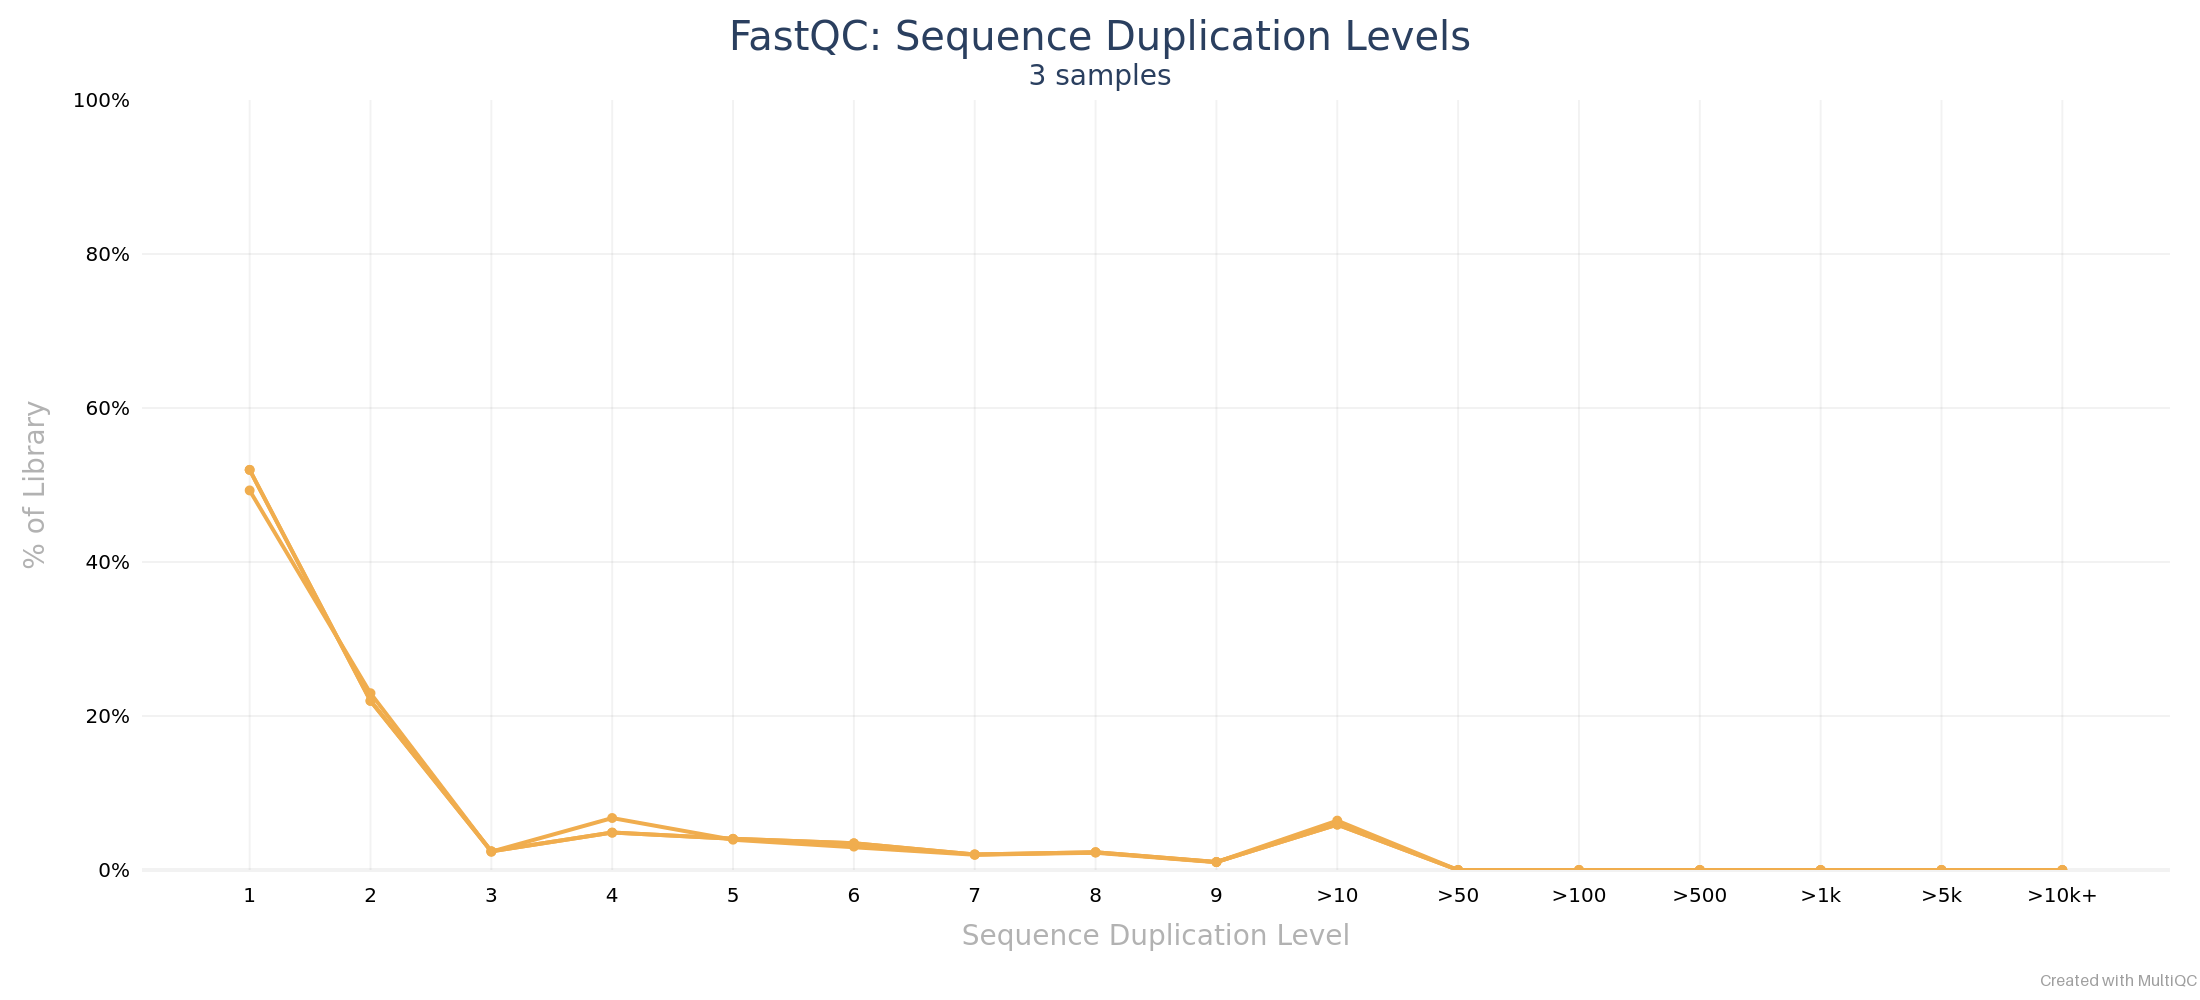 FastQC: Sequence Duplication Levels
3 samples
100%
80%
60%
40%
20%
0%
% of Library
1 2 3 4 5 6 7 8 9 >10 >50 >100 >500 >1k >5k >10k+
Sequence Duplication Level
Created with MultiQC